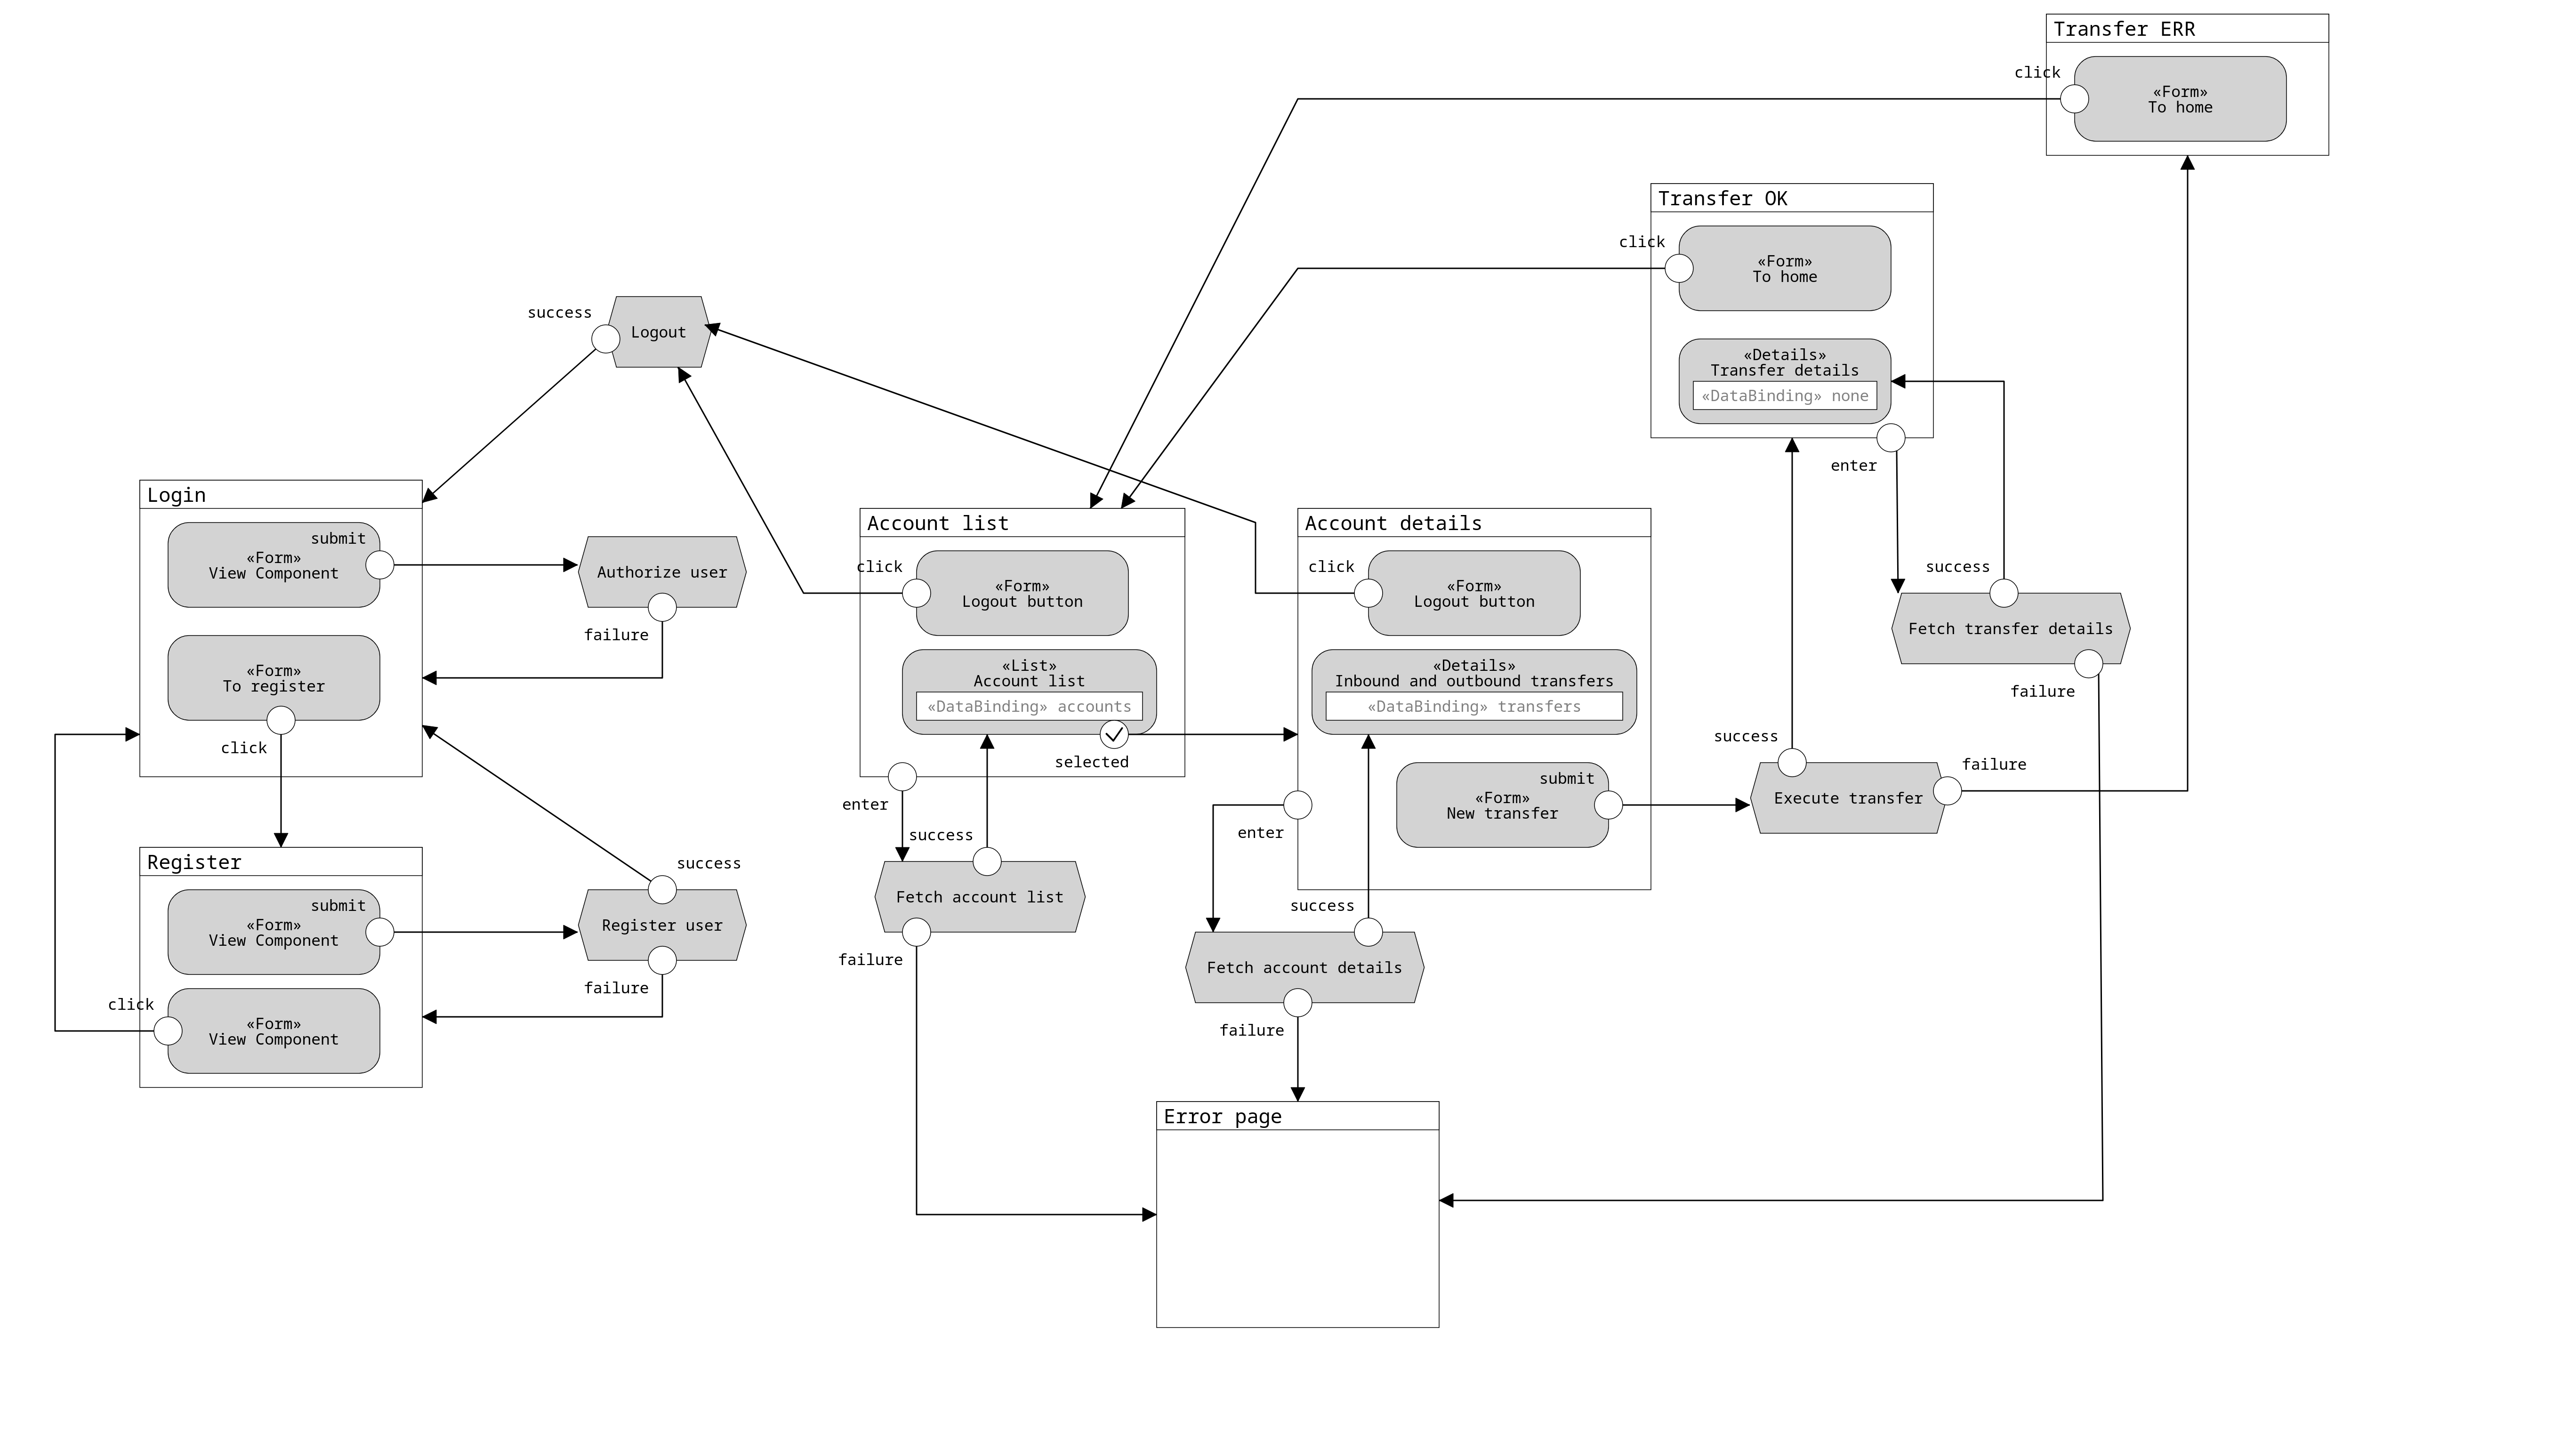 Transfer ERR
click
«Form»
To home
Transfer OK
click
«Form»
To home
«Details»
Transfer details
«DataBinding» none
enter
success
Logout
Login
submit
«Form»
View Component
«Form»
To register
click
Authorize user
failure
Account list
click
«Form»
Logout button
«List»
Account list
«DataBinding» accounts
selected
enter
Account details
click
«Form»
Logout button
«Details»
Inbound and outbound transfers
«DataBinding» transfers
submit
«Form»
New transfer
enter
success
Fetch transfer details
failure
success
failure
Execute transfer
Register
submit
«Form»
View Component
click
«Form»
View Component
success
Register user
failure
success
Fetch account list
failure
success
Fetch account details
failure
Error page